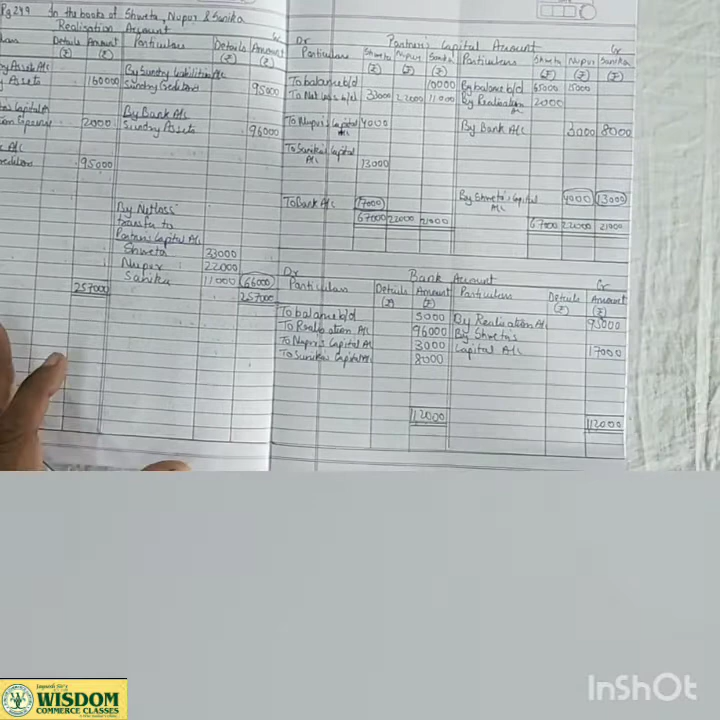 Pg 249 In the books of Shweta, Nupur & Sanika
Realisation Account
Cr
Details Amount Particulars Details Amount
(₹) (₹) (₹) (₹)
By Sundry Liabilities A/c
Assets 160000 Sundry Creditors 95000
By Bank A/c
2000 Sundry Assets 96000
A/c
95000
By Net loss
transfer to
Partner's Capital A/c
Shweta 33000
Nupur 22000
Sanika 11000 66000
257000 257000
Partner's Capital Account
Dr Cr
Particulars Shweta Nupur Sanika Particulars Shweta Nupur Sanika
(₹) (₹) (₹) (₹) (₹) (₹)
To balance b/d 10000 By balance b/d 65000 15000
To Net Loss 33000 22000 11000 By Realisation 2000
To Nupur's Capital 4000 By Bank A/c 3000 8000
A/c
To Sanika's Capital
A/c 13000
By Shweta's Capital 4000 13000
To Bank A/c 17000 A/c
67000 22000 21000 67000 22000 21000
Bank Account
Dr Cr
Particulars Details Amount Particulars Details Amount
(₹) (₹) (₹) (₹)
To balance b/d 5000 By Realisation A/c 95000
To Realisation A/c 96000 By Shweta's
To Nupur's Capital A/c 3000 Capital A/c 17000
To Sanika's Capital A/c 8000
112000 112000
WISDOM
COMMERCE CLASSES
InShOt